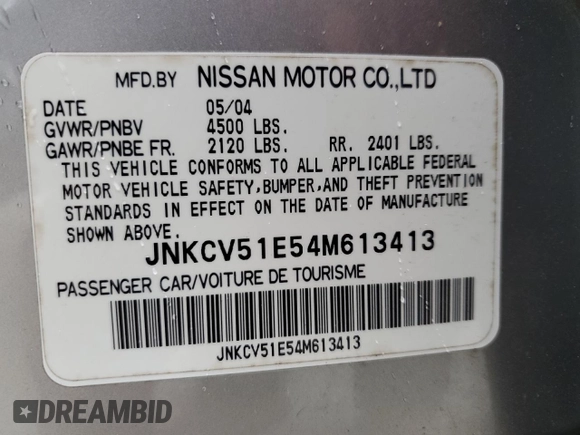 MFD.BY NISSAN MOTOR CO.,LTD
DATE 05/04
GVWR/PNBV 4500 LBS.
GAWR/PNBE FR. 2120 LBS. RR. 2401 LBS.
THIS VEHICLE CONFORMS TO ALL APPLICABLE FEDERAL
MOTOR VEHICLE SAFETY,BUMPER,AND THEFT PREVENTION
STANDARDS IN EFFECT ON THE DATE OF MANUFACTURE
SHOWN ABOVE. JNKCV51E54M613413
PASSENGER CAR/VOITURE DE TOURISME
JNKCV51E54M613413
DREAMBID